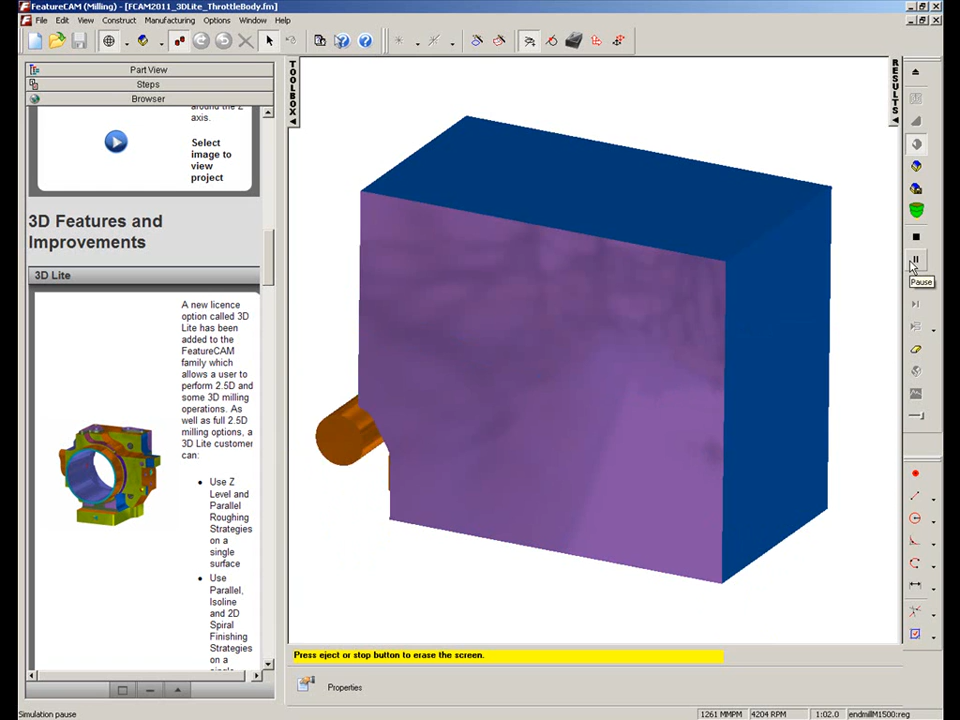 FeatureCAM (Milling) - [FCAM2011_3DLite_ThrottleBody.fm]
File Edit View Construct Manufacturing Options Window Help
Part View
Steps
Browser
around the Z
axis.
Select
image to
view
project
3D Features and
Improvements
3D Lite
A new licence
option called 3D
Lite has been
added to the
FeatureCAM
family which
allows a user to
perform 2.5D and
some 3D milling
operations. As
well as full 2.5D
milling options, a
3D Lite customer
can:
Use Z
Level and
Parallel
Roughing
Strategies
on a
single
surface
Use
Parallel,
Isoline
and 2D
Spiral
Finishing
Strategies
on a
TOOLBOX
RESULTS
Pause
Press eject or stop button to erase the screen.
Properties
Simulation pause
1261 MMPM 4204 RPM 1:02.0 endmillM1500:reg